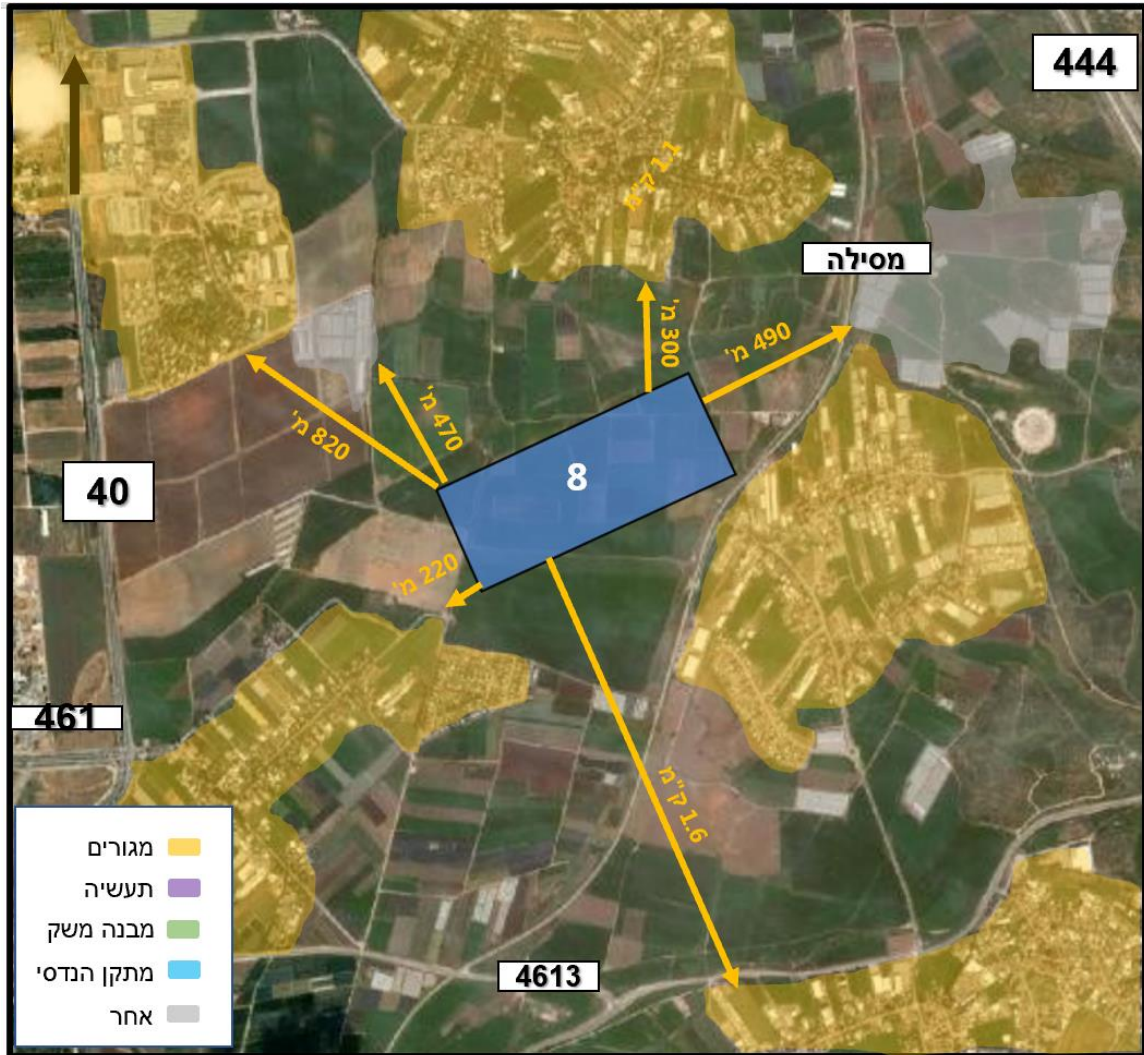 444
1.1 ק"מ
מסילה
300 מ'
490 מ'
470 מ'
820 מ'
40
8
220 מ'
461
1.6 ק"מ
מגורים
תעשיה
מבנה משק
מתקן הנדסי
אחר
4613